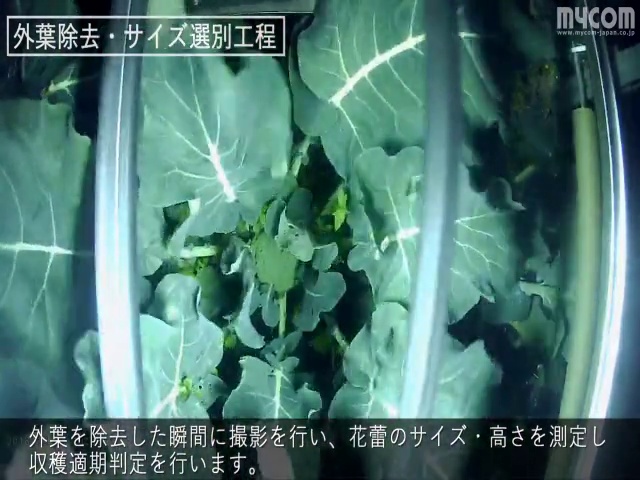 外葉除去・サイズ選別工程
mycom
www.mycom-japan.co.jp
外葉を除去した瞬間に撮影を行い、花蕾のサイズ・高さを測定し
収穫適期判定を行います。